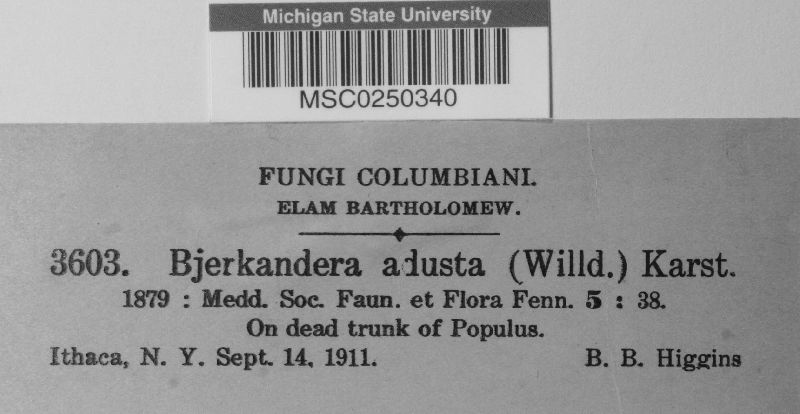 Michigan State University
MSC0250340
FUNGI COLUMBIANI.
ELAM BARTHOLOMEW.
3603. Bjerkandera adusta (Willd.) Karst.
1879 : Medd. Soc. Faun. et Flora Fenn. 5 : 38.
On dead trunk of Populus.
Ithaca, N. Y. Sept. 14, 1911. B. B. Higgins